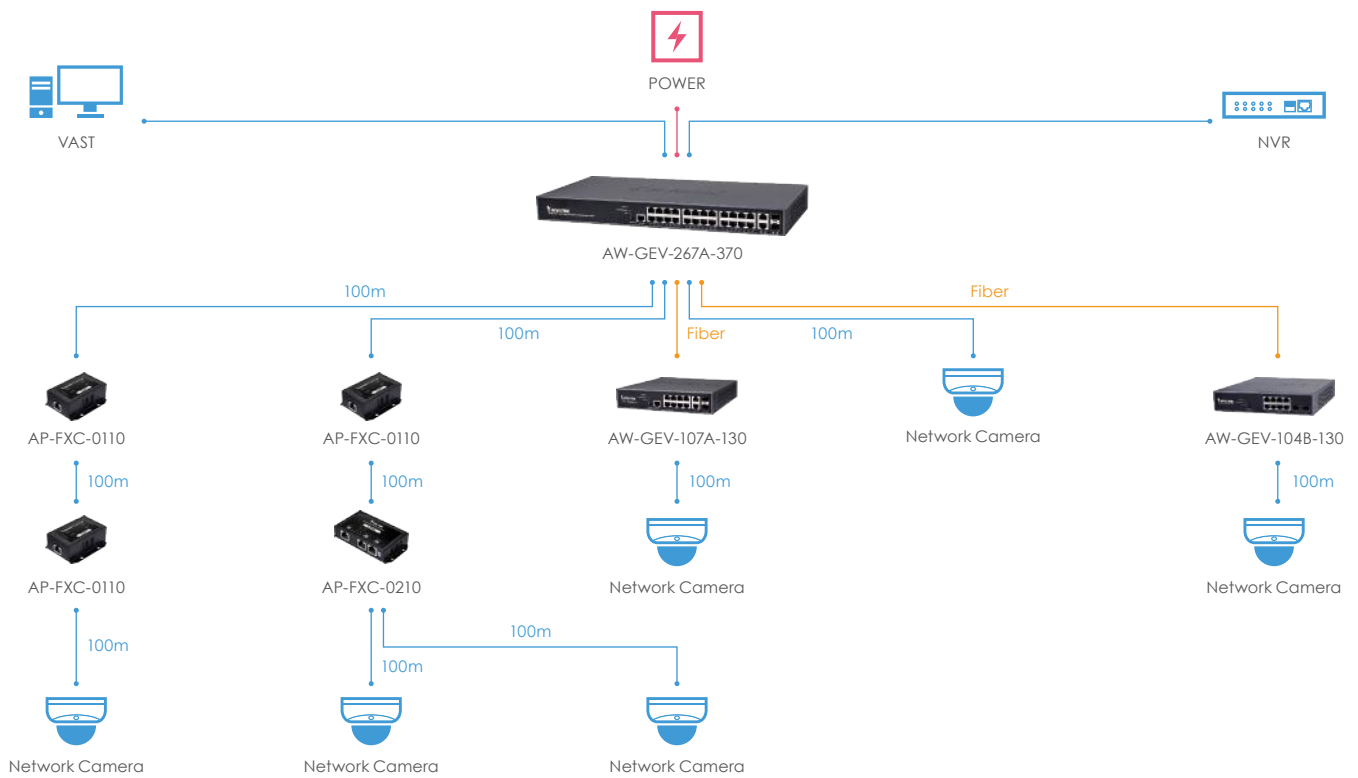 POWER
VAST
NVR
AW-GEV-267A-370
100m
Fiber
100m
Fiber
100m
AP-FXC-0110
AP-FXC-0110
AW-GEV-107A-130
Network Camera
AW-GEV-104B-130
100m
100m
100m
100m
AP-FXC-0110
AP-FXC-0210
Network Camera
Network Camera
100m
100m
100m
Network Camera
Network Camera
Network Camera